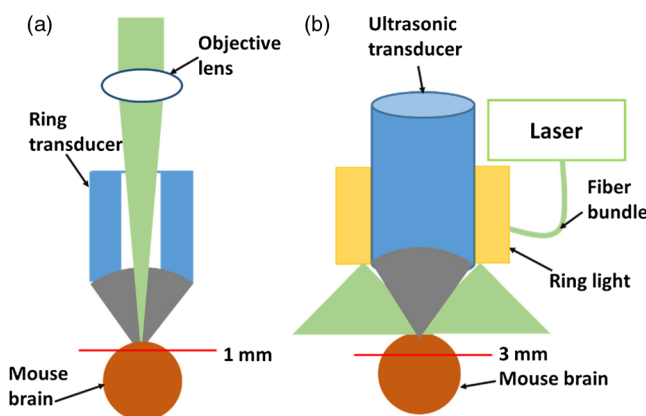 (a)
Objective
lens
Ring
transducer
1 mm
Mouse
brain
(b)
Ultrasonic
transducer
Laser
Fiber
bundle
Ring light
3 mm
Mouse brain